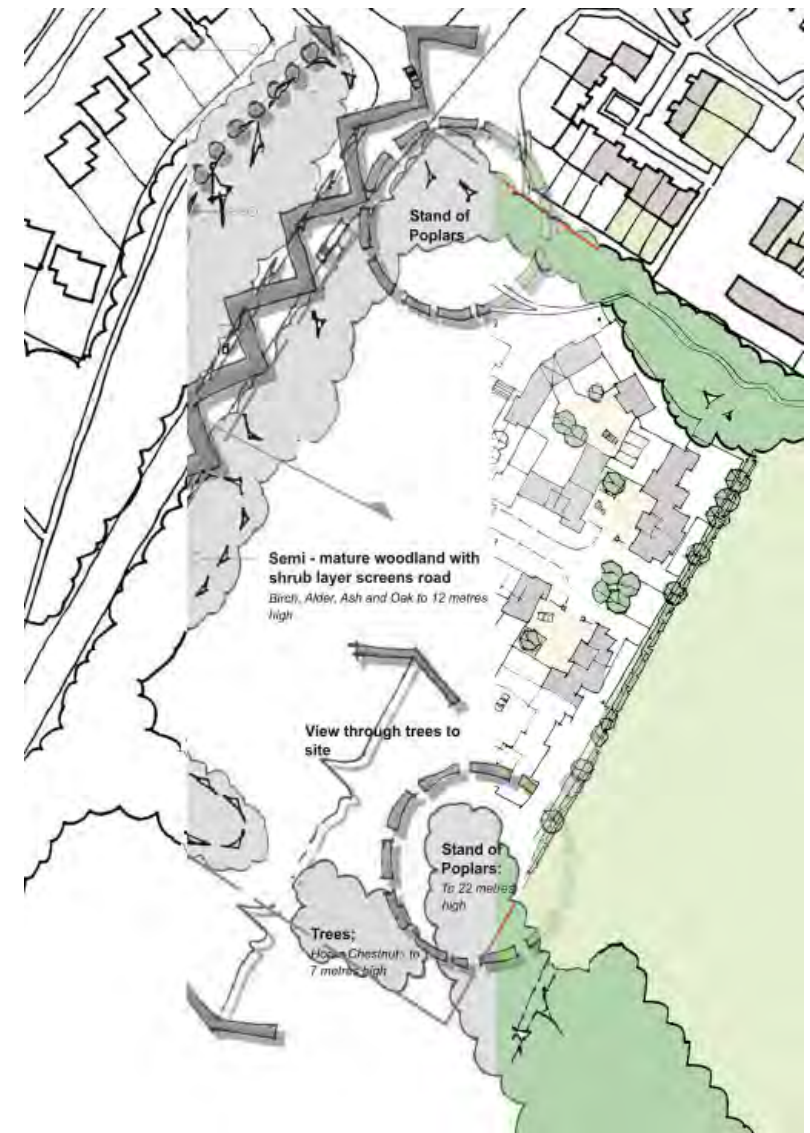 Stand of
Poplars
Semi - mature woodland with
shrub layer screens road
Birch, Alder, Ash and Oak to 12 metres
high
View through trees to
site
Stand of
Poplars:
To 22 metres
high
Trees;
Horse Chestnuts to
7 metres high